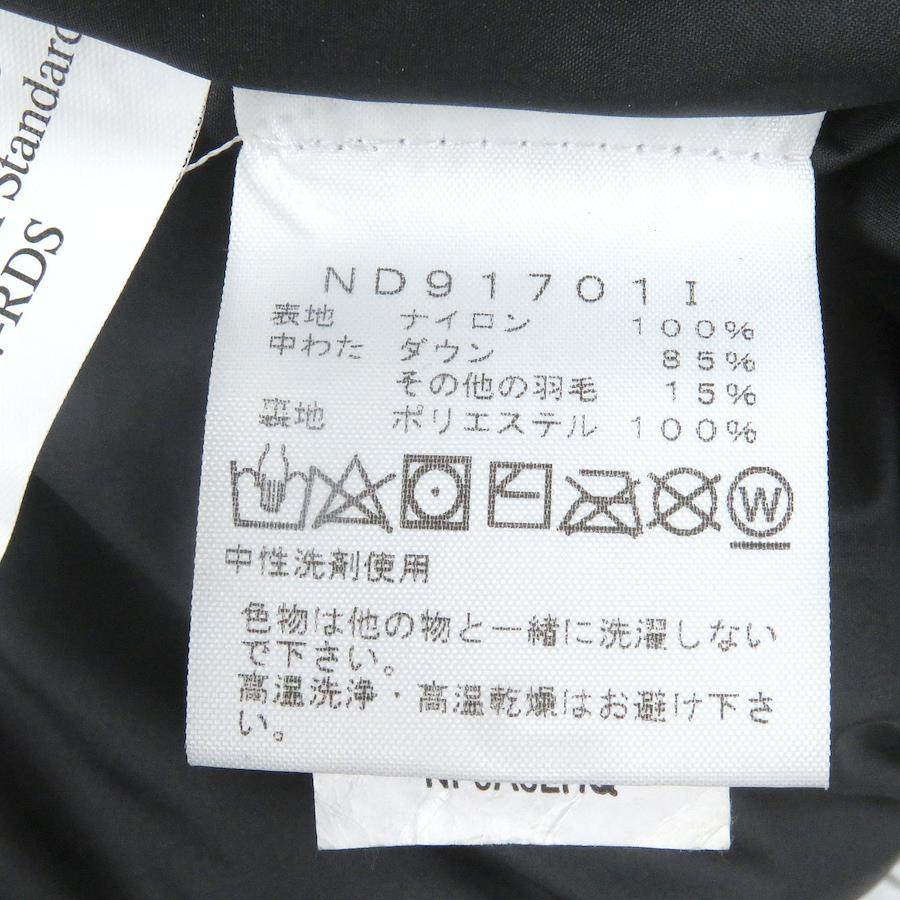 Standard
RDS
ND91701I
表地 ナイロン 100%
中わた ダウン 85%
その他の羽毛 15%
裏地 ポリエステル 100%
W
中性洗剤使用
色物は他の物と一緒に洗濯しない
で下さい。
高温洗浄・高温乾燥はお避け下さ
い。